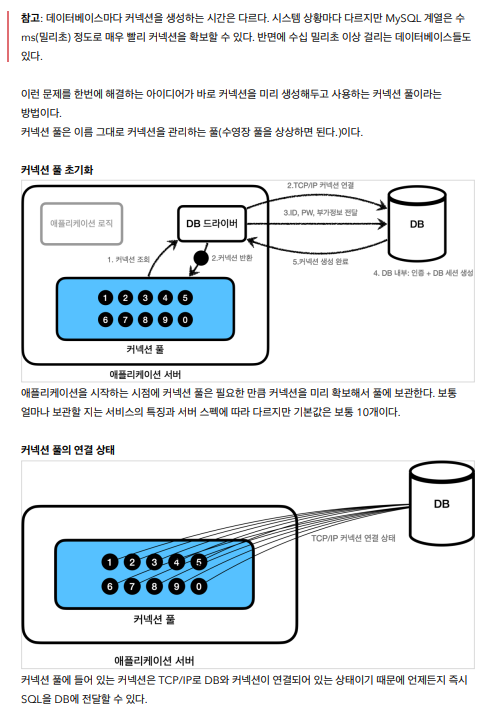 참고: 데이터베이스마다 커넥션을 생성하는 시간은 다르다. 시스템 상황마다 다르지만 MySQL 계열은 수
ms(밀리초) 정도로 매우 빨리 커넥션을 확보할 수 있다. 반면에 수십 밀리초 이상 걸리는 데이터베이스들도
있다.
이런 문제를 한번에 해결하는 아이디어가 바로 커넥션을 미리 생성해두고 사용하는 커넥션 풀이라는
방법이다.
커넥션 풀은 이름 그대로 커넥션을 관리하는 풀(수영장 풀을 상상하면 된다.)이다.
커넥션 풀 초기화
2.TCP/IP 커넥션 연결
애플리케이션 로직
DB 드라이버
3.ID, PW, 부가정보 전달
DB
1. 커넥션 조회
2.커넥션 반환
5.커넥션 생성 완료
4. DB 내부: 인증 + DB 세션 생성
1 2 3 4 5
6 7 8 9 0
커넥션 풀
애플리케이션 서버
애플리케이션을 시작하는 시점에 커넥션 풀은 필요한 만큼 커넥션을 미리 확보해서 풀에 보관한다. 보통
얼마나 보관할 지는 서비스의 특징과 서버 스펙에 따라 다르지만 기본값은 보통 10개이다.
커넥션 풀의 연결 상태
DB
TCP/IP 커넥션 연결 상태
1 2 3 4 5
6 7 8 9 0
커넥션 풀
애플리케이션 서버
커넥션 풀에 들어 있는 커넥션은 TCP/IP로 DB와 커넥션이 연결되어 있는 상태이기 때문에 언제든지 즉시
SQL을 DB에 전달할 수 있다.